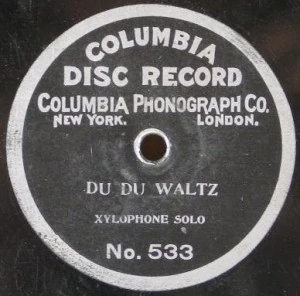 COLUMBIA
DISC RECORD
COLUMBIA PHONOGRAPH CO.
NEW YORK. LONDON.
DU DU WALTZ
XYLOPHONE SOLO
No. 533